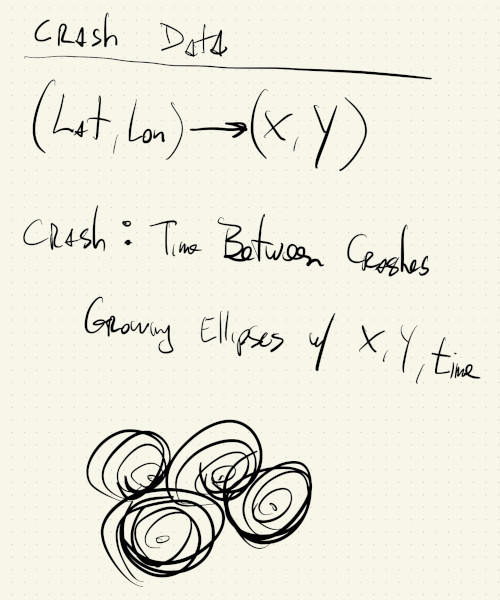 Crash Data
(Lat, Lon) → (X, Y)
Crash: Time Between Crashes
Growing Ellipses w/ X, Y, time